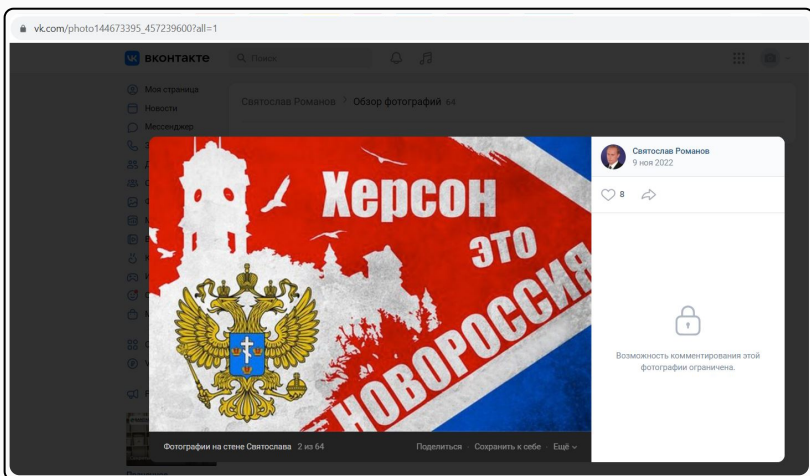 vk.com/photo144673395_457239600?all=1
вконтакте
Поиск
Моя страница
Новости
Мессенджер
Святослав Романов > Обзор фотографий 64
Херсон
это
НОВОРОССИЯ
Святослав Романов
9 ноя 2022
8
Возможность комментирования этой
фотографии ограничена.
Фотографии на стене Святослава 2 из 64
Поделиться · Сохранить к себе · Ещё